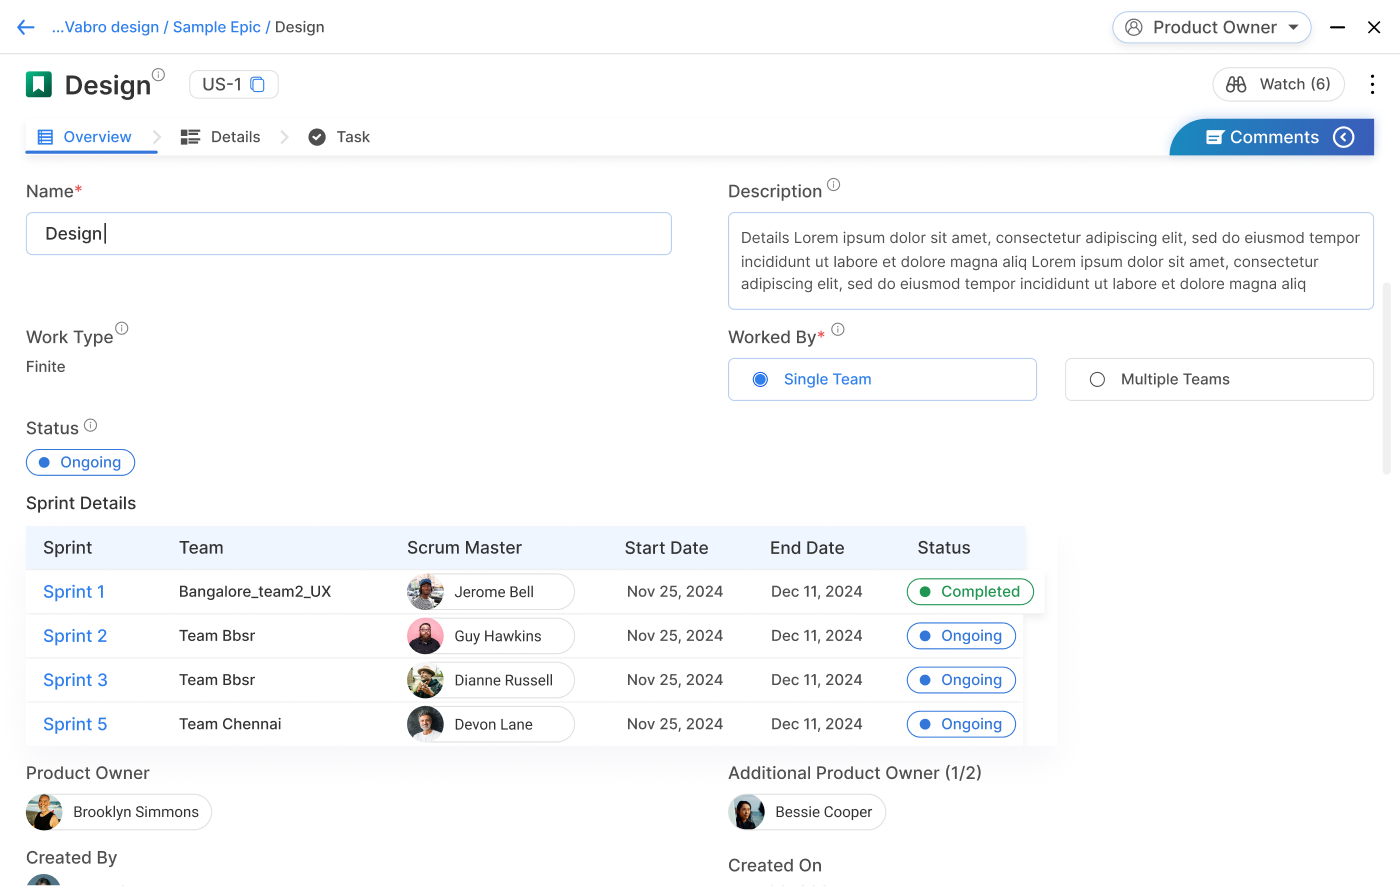 ...Vabro design / Sample Epic / Design
Product Owner
Design
US-1
Watch (6)
Overview
Details
Task
Comments
Name*
Design
Description
Details Lorem ipsum dolor sit amet, consectetur adipiscing elit, sed do eiusmod tempor
incididunt ut labore et dolore magna aliq Lorem ipsum dolor sit amet, consectetur
adipiscing elit, sed do eiusmod tempor incididunt ut labore et dolore magna aliq
Work Type
Finite
Worked By*
Single Team
Multiple Teams
Status
Ongoing
Sprint Details
Sprint Team Scrum Master Start Date End Date Status
Sprint 1 Bangalore_team2_UX Jerome Bell Nov 25, 2024 Dec 11, 2024 Completed
Sprint 2 Team Bbsr Guy Hawkins Nov 25, 2024 Dec 11, 2024 Ongoing
Sprint 3 Team Bbsr Dianne Russell Nov 25, 2024 Dec 11, 2024 Ongoing
Sprint 5 Team Chennai Devon Lane Nov 25, 2024 Dec 11, 2024 Ongoing
Product Owner
Brooklyn Simmons
Additional Product Owner (1/2)
Bessie Cooper
Created By
Created On